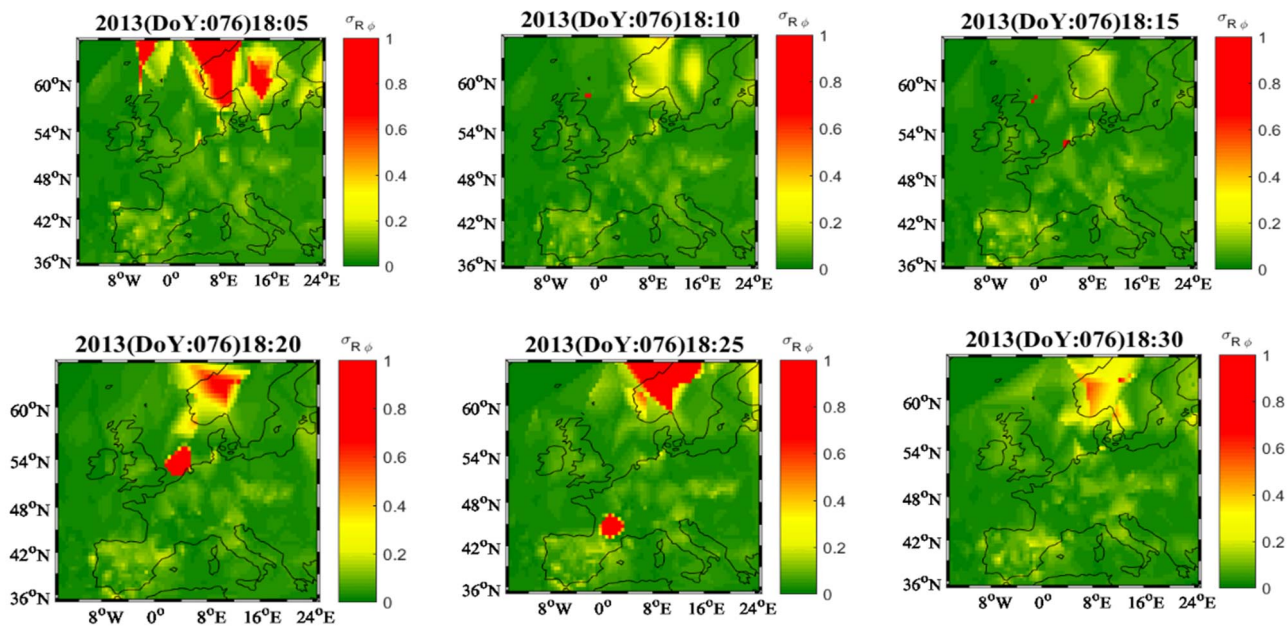 2013(DoY:076)18:05 σRφ
1
0.8
0.6
0.4
0.2
0
60°N
54°N
48°N
42°N
36°N
8°W 0° 8°E 16°E 24°E
2013(DoY:076)18:10 σRφ
1
0.8
0.6
0.4
0.2
0
60°N
54°N
48°N
42°N
36°N
8°W 0° 8°E 16°E 24°E
2013(DoY:076)18:15 σRφ
1
0.8
0.6
0.4
0.2
0
60°N
54°N
48°N
42°N
36°N
8°W 0° 8°E 16°E 24°E
2013(DoY:076)18:20 σRφ
1
0.8
0.6
0.4
0.2
0
60°N
54°N
48°N
42°N
36°N
8°W 0° 8°E 16°E 24°E
2013(DoY:076)18:25 σRφ
1
0.8
0.6
0.4
0.2
0
60°N
54°N
48°N
42°N
36°N
8°W 0° 8°E 16°E 24°E
2013(DoY:076)18:30 σRφ
1
0.8
0.6
0.4
0.2
0
60°N
54°N
48°N
42°N
36°N
8°W 0° 8°E 16°E 24°E